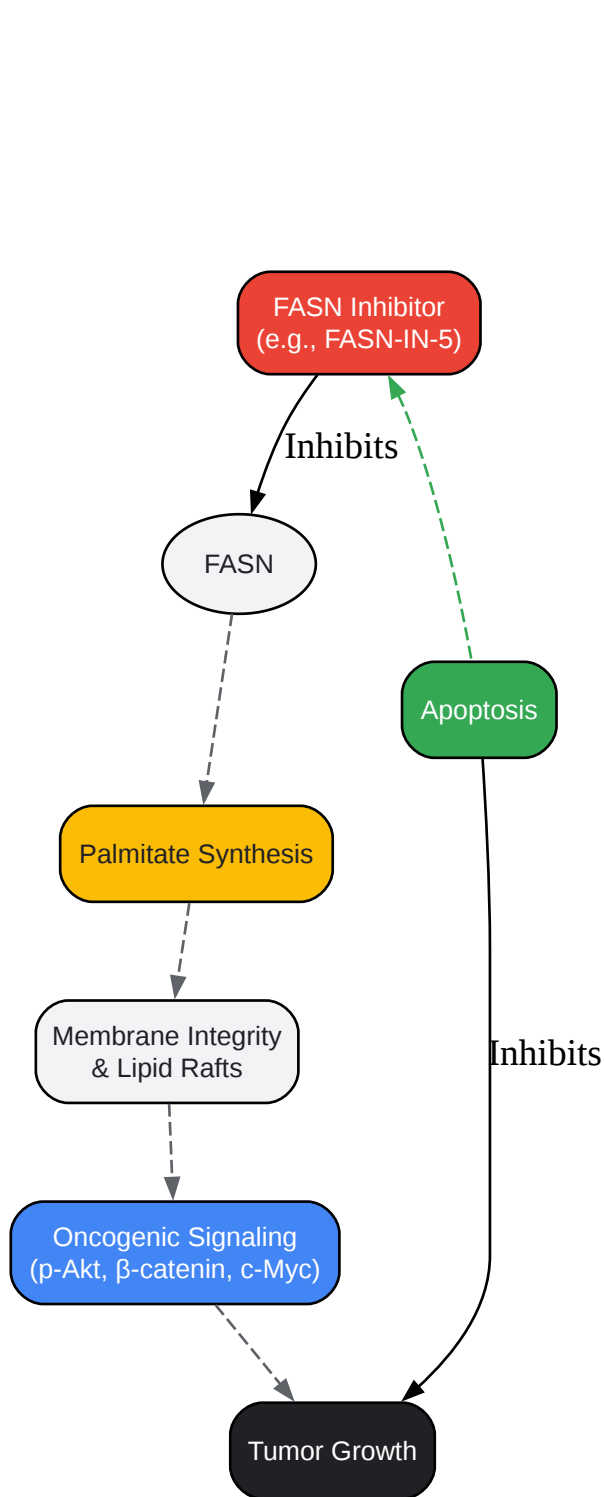 FASN Inhibitor
(e.g., FASN-IN-5)
Inhibits
FASN
Apoptosis
Palmitate Synthesis
Membrane Integrity
& Lipid Rafts
Inhibits
Oncogenic Signaling
(p-Akt, β-catenin, c-Myc)
Tumor Growth